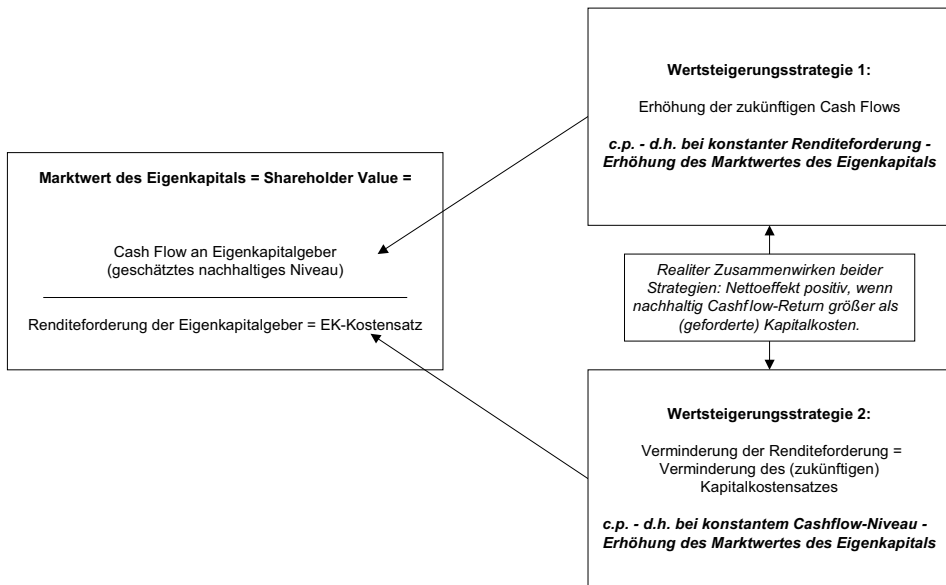 Marktwert des Eigenkapitals = Shareholder Value =
Cash Flow an Eigenkapitalgeber
(geschätztes nachhaltiges Niveau)
Renditeforderung der Eigenkapitalgeber = EK-Kostensatz
Wertsteigerungsstrategie 1:
Erhöhung der zukünftigen Cash Flows
c.p. - d.h. bei konstanter Renditeforderung -
Erhöhung des Marktwertes des Eigenkapitals
Realiter Zusammenwirken beider
Strategien: Nettoeffekt positiv, wenn
nachhaltig Cashflow-Return größer als
(geforderte) Kapitalkosten.
Wertsteigerungsstrategie 2:
Verminderung der Renditeforderung =
Verminderung des (zukünftigen)
Kapitalkostensatzes
c.p. - d.h. bei konstantem Cashflow-Niveau -
Erhöhung des Marktwertes des Eigenkapitals